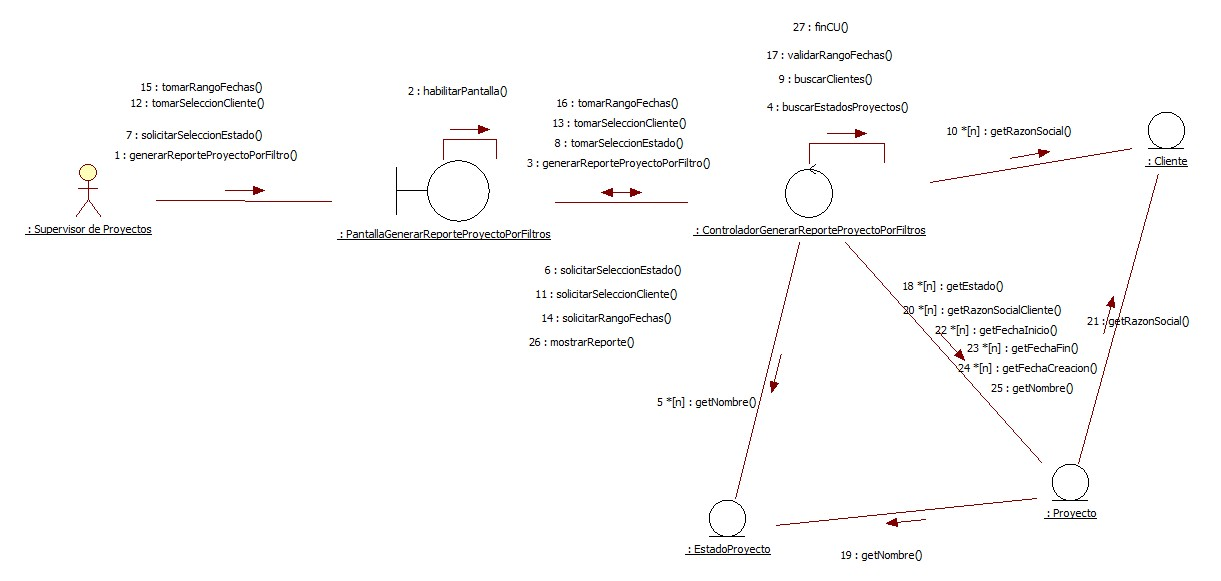 27 : finCU()
17 : validarRangoFechas()
9 : buscarClientes()
4 : buscarEstadosProyectos()
15 : tomarRangoFechas()
12 : tomarSeleccionCliente()
7 : solicitarSeleccionEstado()
1 : generarReporteProyectoPorFiltro()
2 : habilitarPantalla()
16 : tomarRangoFechas()
13 : tomarSeleccionCliente()
8 : tomarSeleccionEstado()
3 : generarReporteProyectoPorFiltro()
10 *[n] : getRazonSocial()
: Cliente
: Supervisor de Proyectos
: PantallaGenerarReporteProyectoPorFiltros
: ControladorGenerarReporteProyectoPorFiltros
6 : solicitarSeleccionEstado()
11 : solicitarSeleccionCliente()
14 : solicitarRangoFechas()
26 : mostrarReporte()
18 *[n] : getEstado()
20 *[n] : getRazonSocialCliente()
22 *[n] : getFechaInicio()
23 *[n] : getFechaFin()
24 *[n] : getFechaCreacion()
25 : getNombre()
21 : getRazonSocial()
5 *[n] : getNombre()
: Proyecto
: EstadoProyecto
19 : getNombre()